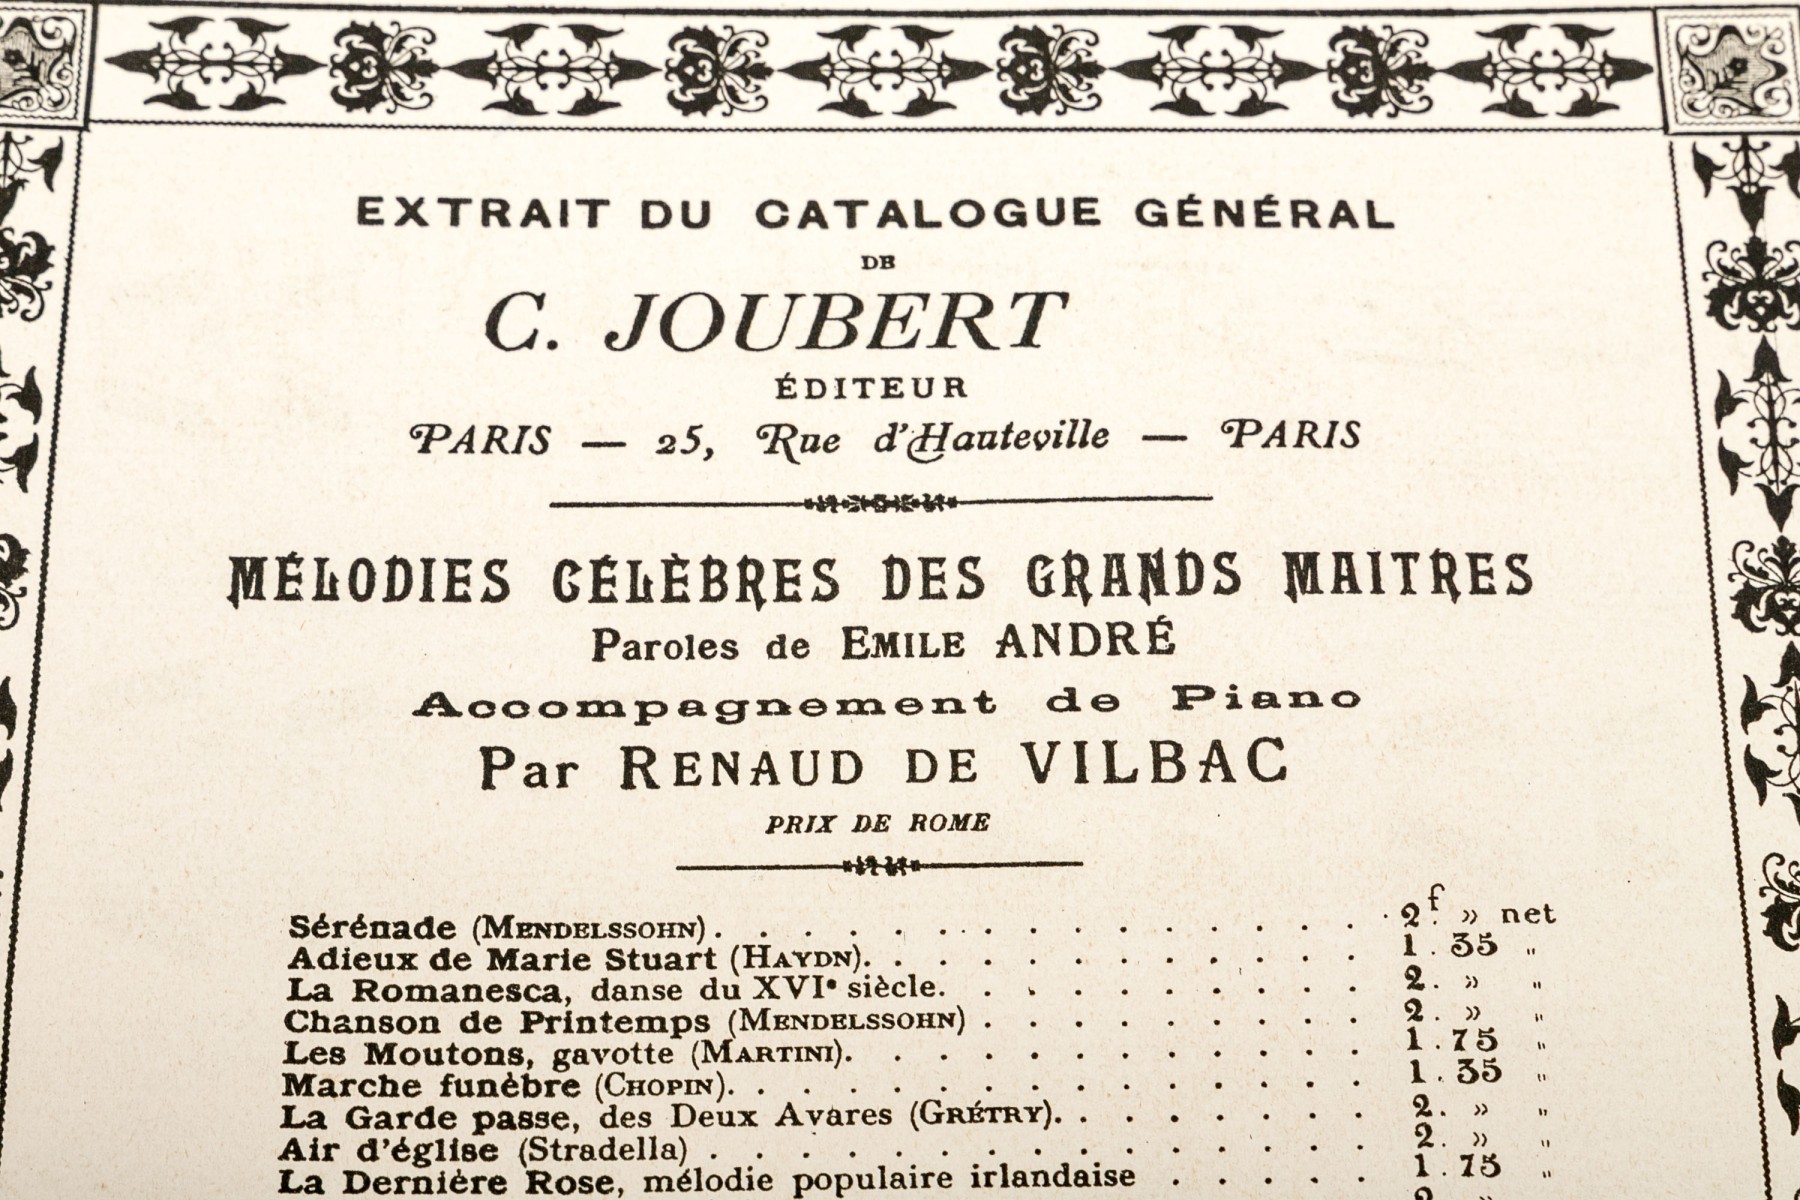 EXTRAIT DU CATALOGUE GÉNÉRAL
DE
C. JOUBERT
ÉDITEUR
PARIS — 25, Rue d'Hauteville — PARIS
MÉLODIES CÉLÈBRES DES GRANDS MAITRES
Paroles de EMILE ANDRÉ
Accompagnement de Piano
Par RENAUD DE VILBAC
PRIX DE ROME
Sérénade (MENDELSSOHN). . . . . . . . . . . . . . . . 2f. » net
Adieux de Marie Stuart (HAYDN). . . . . . . . . . . . 1. 35 "
La Romanesca, danse du XVIe siècle. . . . . . . . . . 2. » "
Chanson de Printemps (MENDELSSOHN) . . . . . . . . . 2. » "
Les Moutons, gavotte (MARTINI). . . . . . . . . . . . 1.75 "
Marche funèbre (CHOPIN). . . . . . . . . . . . . . . 1. 35 "
La Garde passe, des Deux Avares (GRÉTRY). . . . . . . . 2. » "
Air d'église (Stradella) . . . . . . . . . . . . . . . 2. » "
La Dernière Rose, mélodie populaire irlandaise . . . . . 1.75 "